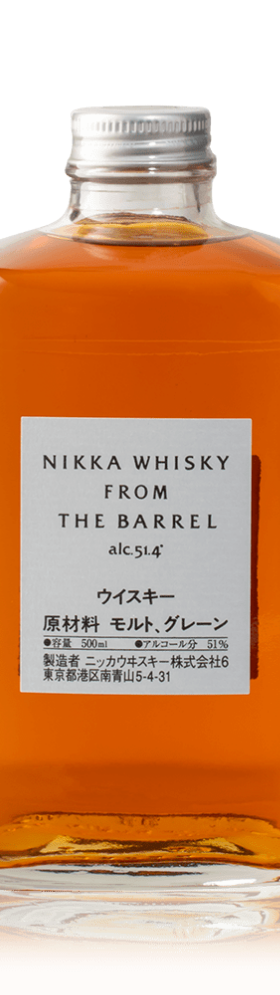 NIKKA WHISKY
FROM
THE BARREL
alc.51.4°
ウイスキー
原材料 モルト、グレーン
●容量 500ml ●アルコール分 51%
製造者 ニッカウヰスキー株式会社6
東京都港区南青山5-4-31